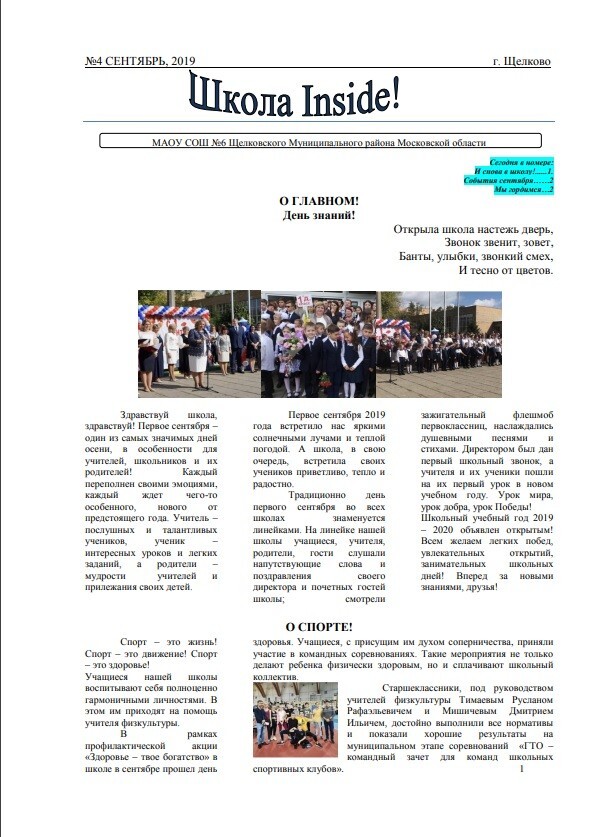 №4 СЕНТЯБРЬ, 2019 г. Щелково
Школа Inside!
МАОУ СОШ №6 Щелковского Муниципального района Московской области
Сегодня в номере:
И снова в школу!.....1.
События сентября……2
Мы гордимся…2
О ГЛАВНОМ!
День знаний!
Открыла школа настежь дверь,
Звонок звенит, зовет,
Банты, улыбки, звонкий смех,
И тесно от цветов.
Здравствуй школа,
здравствуй! Первое сентября –
один из самых значимых дней
осени, в особенности для
учителей, школьников и их
родителей! Каждый
переполнен своими эмоциями,
каждый ждет чего-то
особенного, нового от
предстоящего года. Учитель –
послушных и талантливых
учеников, ученик –
интересных уроков и легких
заданий, а родители –
мудрости учителей и
прилежания своих детей.
Первое сентября 2019
года встретило нас яркими
солнечными лучами и теплой
погодой. А школа, в свою
очередь, встретила своих
учеников приветливо, тепло и
радостно.
Традиционно день
первого сентября во всех
школах знаменуется
линейками. На линейке нашей
школы учащиеся, учителя,
родители, гости слушали
напутствующие слова и
поздравления своего
директора и почетных гостей
школы; смотрели
зажигательный флешмоб
первоклассниц, наслаждались
душевными песнями и
стихами. Директором был дан
первый школьный звонок, а
учителя и их ученики пошли
на их первый урок в новом
учебном году. Урок мира,
урок добра, урок Победы!
Школьный учебный год 2019
– 2020 объявлен открытым!
Всем желаем легких побед,
увлекательных открытий,
занимательных школьных
дней! Вперед за новыми
знаниями, друзья!
О СПОРТЕ!
Спорт – это жизнь!
Спорт – это движение! Спорт
– это здоровье!
Учащиеся нашей школы
воспитывают себя полноценно
гармоничными личностями. В
этом им приходят на помощь
учителя физкультуры.
В рамках
профилактической акции
«Здоровье – твое богатство» в
школе в сентябре прошел день
здоровья. Учащиеся, с присущим им духом соперничества, приняли
участие в командных соревнованиях. Такие мероприятия не только
делают ребенка физически здоровым, но и сплачивают школьный
коллектив.
Старшеклассники, под руководством
учителей физкультуры Тимаевым Русланом
Рафаэльевичем и Мишичевым Дмитрием
Ильичем, достойно выполнили все нормативы
и показали хорошие результаты на
муниципальном этапе соревнований «ГТО –
командный зачет для команд школьных
спортивных клубов».
1